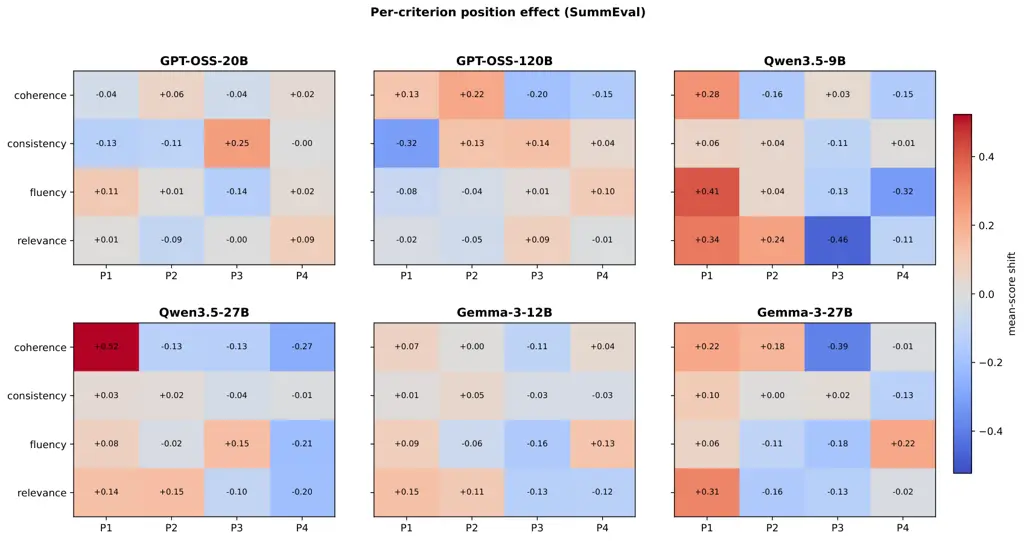 Per-criterion position effect (SummEval)
GPT-OSS-20B GPT-OSS-120B Qwen3.5-9B
coherence -0.04 +0.06 -0.04 +0.02 +0.13 +0.22 -0.20 -0.15 +0.28 -0.16 +0.03 -0.15
consistency -0.13 -0.11 +0.25 -0.00 -0.32 +0.13 +0.14 +0.04 +0.06 +0.04 -0.11 +0.01
fluency +0.11 +0.01 -0.14 +0.02 -0.08 -0.04 +0.01 +0.10 +0.41 +0.04 -0.13 -0.32
relevance +0.01 -0.09 -0.00 +0.09 -0.02 -0.05 +0.09 -0.01 +0.34 +0.24 -0.46 -0.11
P1 P2 P3 P4 P1 P2 P3 P4 P1 P2 P3 P4
Qwen3.5-27B Gemma-3-12B Gemma-3-27B
coherence +0.52 -0.13 -0.13 -0.27 +0.07 +0.00 -0.11 +0.04 +0.22 +0.18 -0.39 -0.01
consistency +0.03 +0.02 -0.04 -0.01 +0.01 +0.05 -0.03 -0.03 +0.10 +0.00 +0.02 -0.13
fluency +0.08 -0.02 +0.15 -0.21 +0.09 -0.06 -0.16 +0.13 +0.06 -0.11 -0.18 +0.22
relevance +0.14 +0.15 -0.10 -0.20 +0.15 +0.11 -0.13 -0.12 +0.31 -0.16 -0.13 -0.02
P1 P2 P3 P4 P1 P2 P3 P4 P1 P2 P3 P4
0.4
0.2
0.0
−0.2
−0.4
mean-score shift